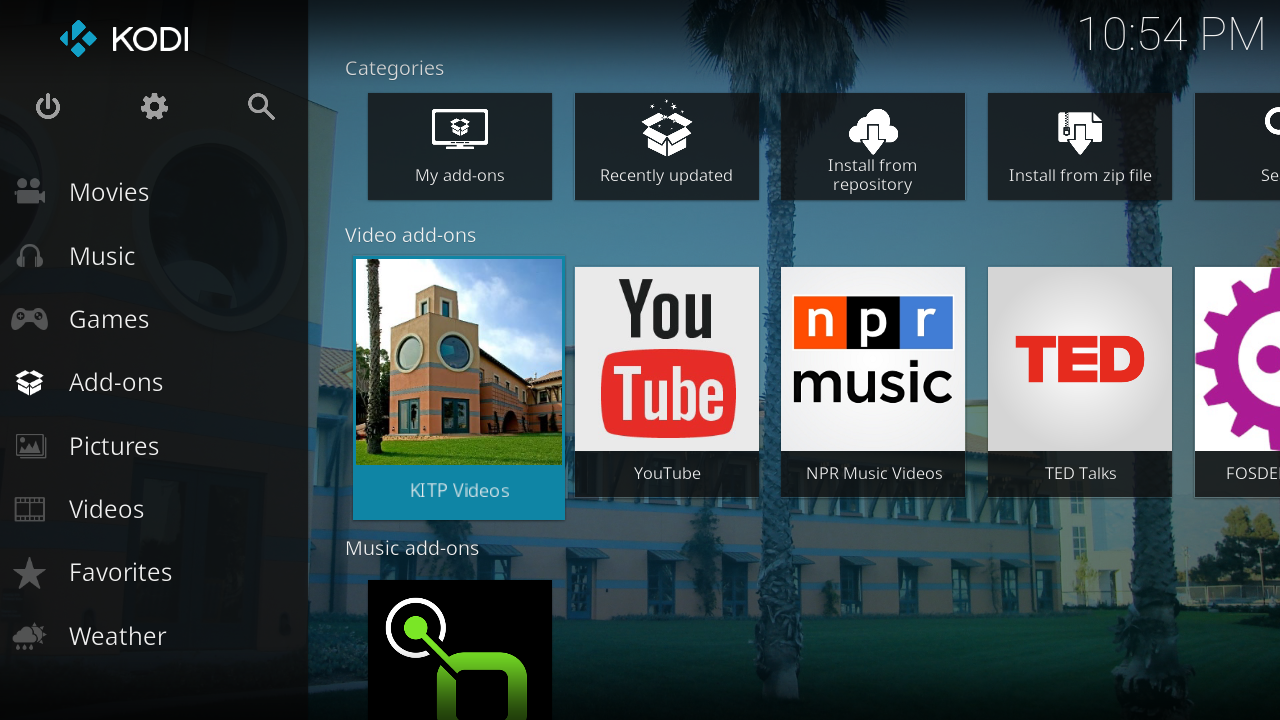 KODI
10:54 PM
Movies
Music
Games
Add-ons
Pictures
Videos
Favorites
Weather
Categories
My add-ons
Recently updated
Install from
repository
Install from zip file
Se
Video add-ons
You
Tube
npr
music
TED
KITP Videos
YouTube
NPR Music Videos
TED Talks
FOSDE
Music add-ons